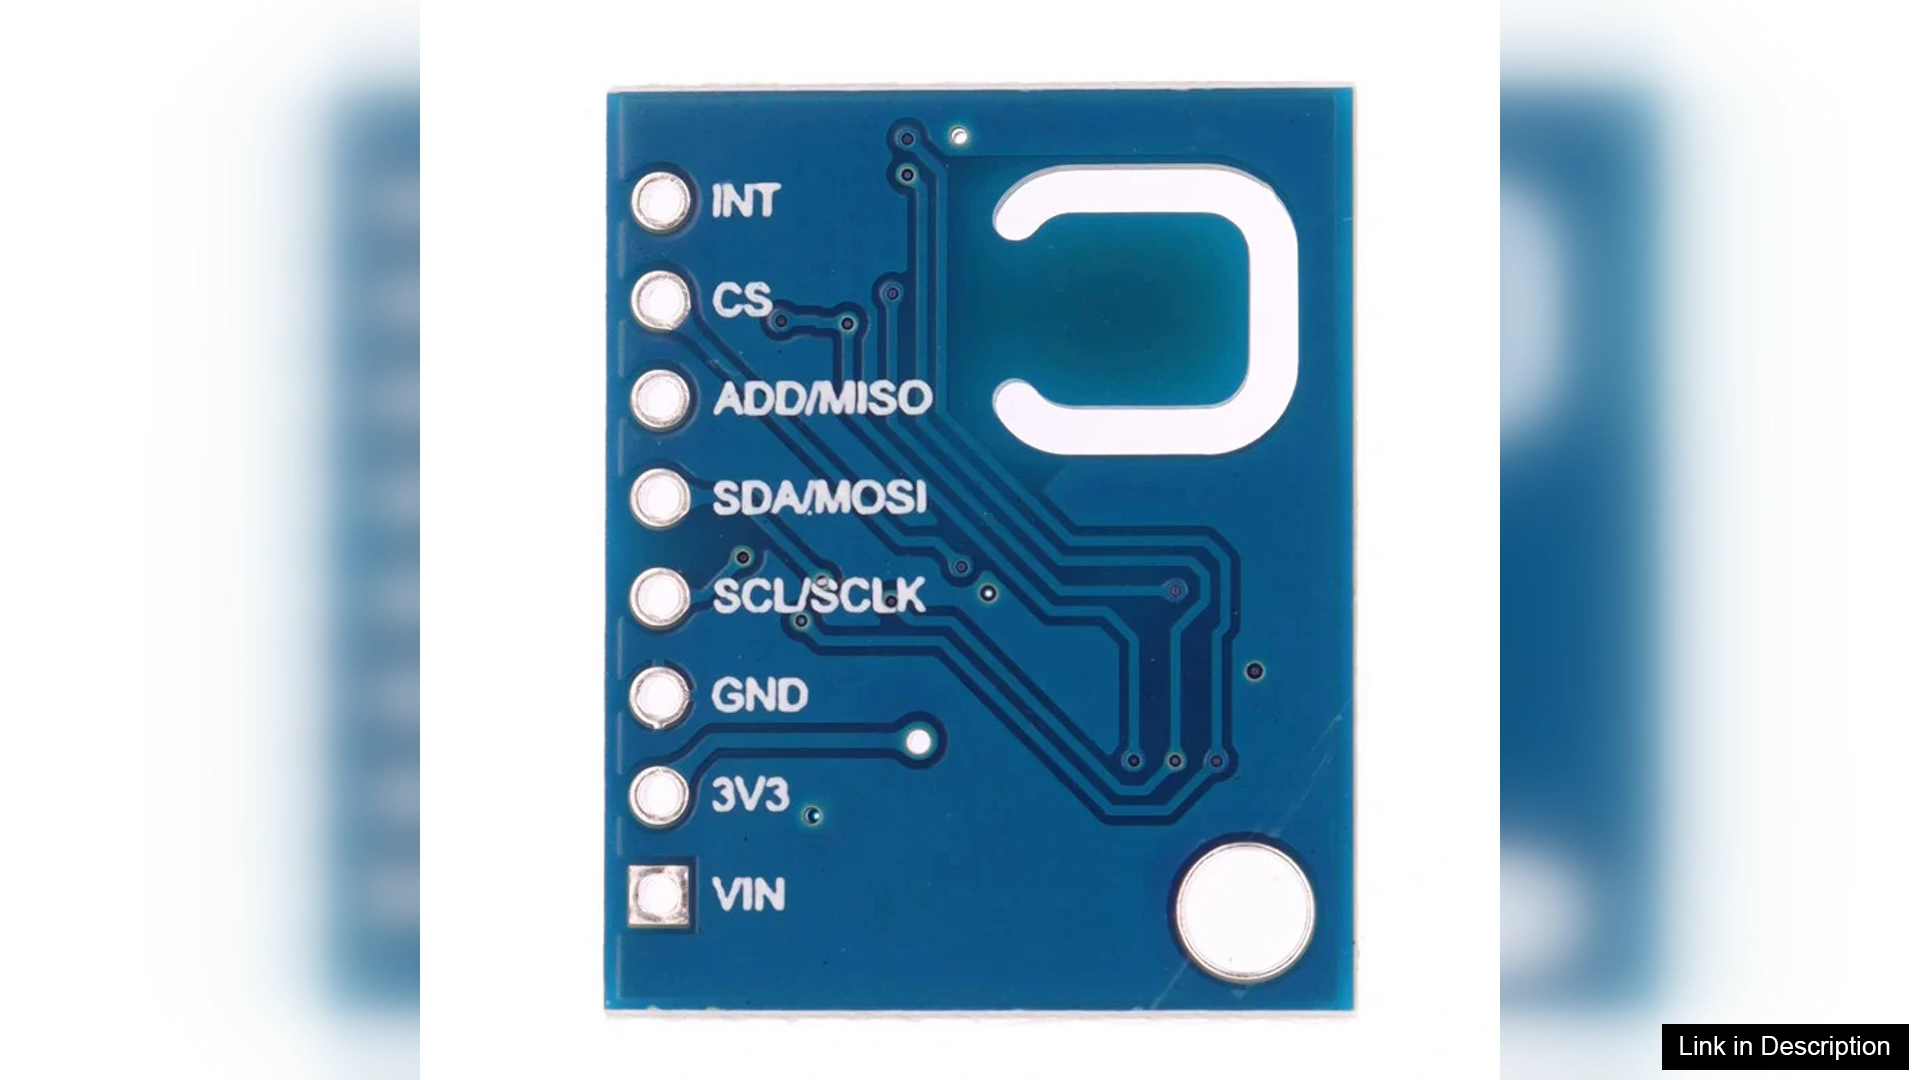 INT
CS
ADD/MISO
SDA/MOSI
SCL/SCLK
GND
3V3
VIN
Link in Description